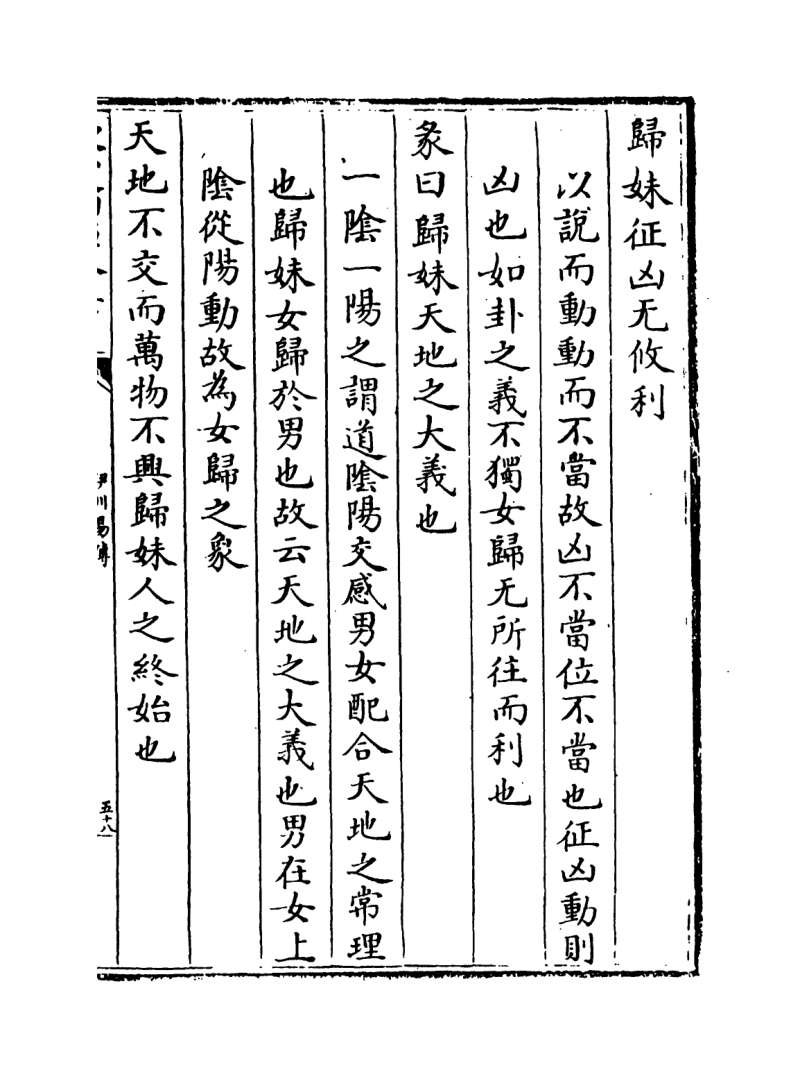 歸妹征凶无攸利
以說而動動而不當故凶不當位不當也征凶動則
凶也如卦之義不獨女歸无所往而利也
彖曰歸妹天地之大義也
一陰一陽之謂道陰陽交感男女配合天地之常理
也歸妹女歸於男也故云天地之大義也男在女上
陰從陽動故為女歸之象
天地不交而萬物不興歸妹人之終始也
伊川易傳
五十八